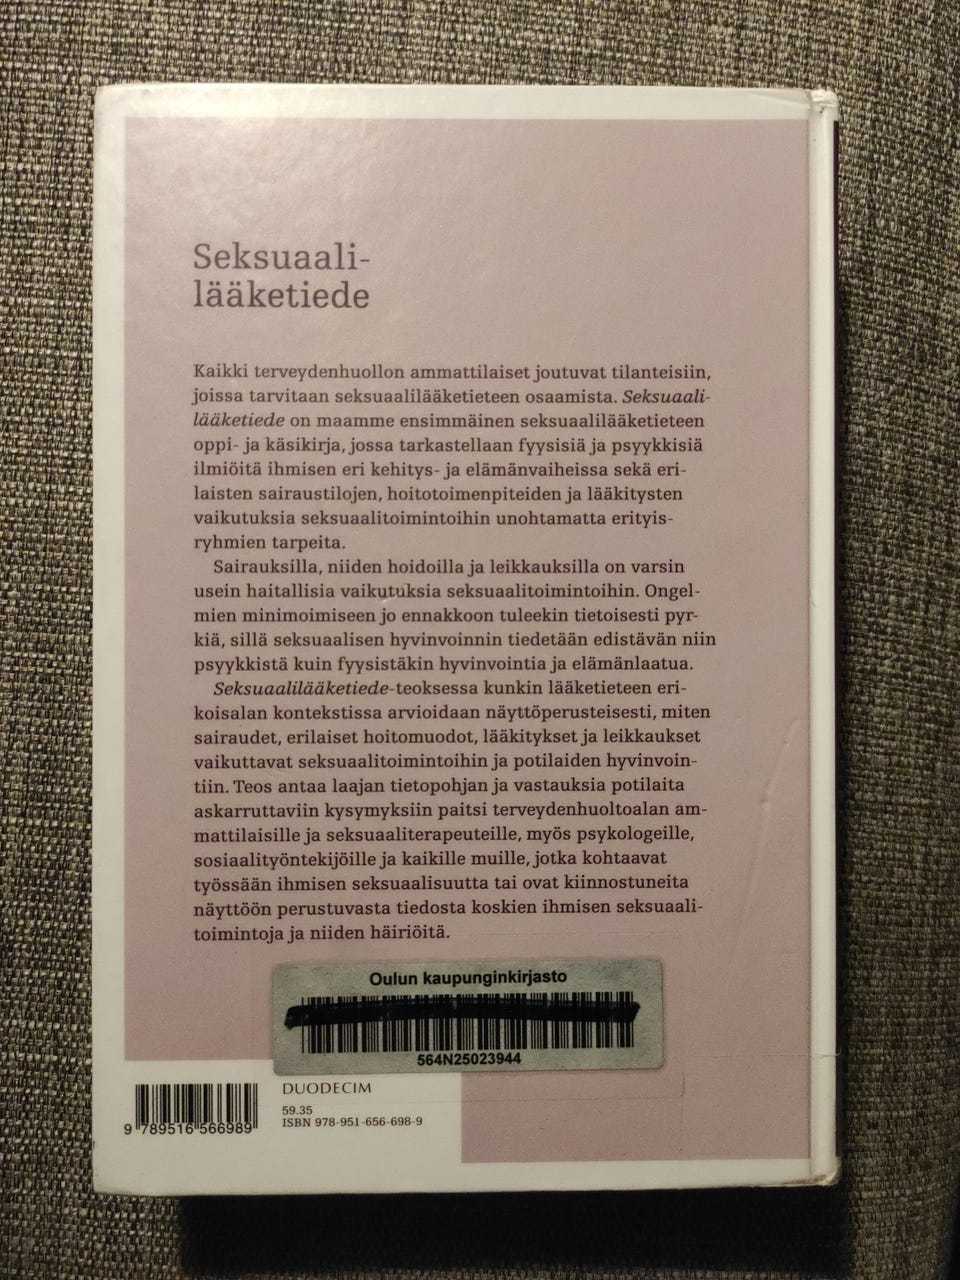 Seksuaali-
lääketiede
Kaikki terveydenhuollon ammattilaiset joutuvat tilanteisiin,
joissa tarvitaan seksuaalilääketieteen osaamista. Seksuaali-
lääketiede on maamme ensimmäinen seksuaalilääketieteen
oppi- ja käsikirja, jossa tarkastellaan fyysisiä ja psyykkisiä
ilmiöitä ihmisen eri kehitys- ja elämänvaiheissa sekä eri-
laisten sairaustilojen, hoitotoimenpiteiden ja lääkitysten
vaikutuksia seksuaalitoimintoihin unohtamatta erityis-
ryhmien tarpeita.
Sairauksilla, niiden hoidoilla ja leikkauksilla on varsin
usein haitallisia vaikutuksia seksuaalitoimintoihin. Ongel-
mien minimoimiseen jo ennakkoon tuleekin tietoisesti pyr-
kiä, sillä seksuaalisen hyvinvoinnin tiedetään edistävän niin
psyykkistä kuin fyysistäkin hyvinvointia ja elämänlaatua.
Seksuaalilääketiede-teoksessa kunkin lääketieteen eri-
koisalan kontekstissa arvioidaan näyttöperusteisesti, miten
sairaudet, erilaiset hoitomuodot, lääkitykset ja leikkaukset
vaikuttavat seksuaalitoimintoihin ja potilaiden hyvinvoin-
tiin. Teos antaa laajan tietopohjan ja vastauksia potilaita
askarruttaviin kysymyksiin paitsi terveydenhuoltoalan am-
mattilaisille ja seksuaaliterapeuteille, myös psykologeille,
sosiaalityöntekijöille ja kaikille muille, jotka kohtaavat
työssään ihmisen seksuaalisuutta tai ovat kiinnostuneita
näyttöön perustuvasta tiedosta koskien ihmisen seksuaali-
toimintoja ja niiden häiriöitä.
Oulun kaupunginkirjasto
564N25023944
DUODECIM
59.35
ISBN 978-951-656-698-9
9 789516 566989